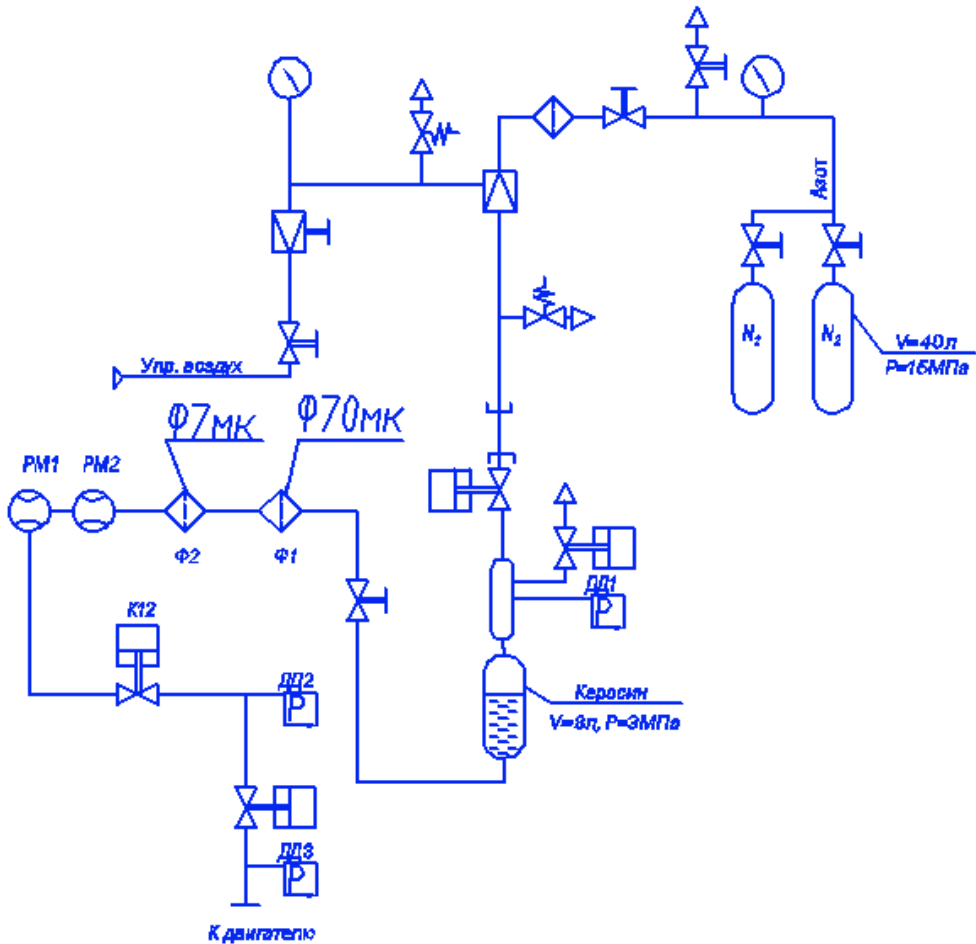 Азот
N₂
N₂
V=40л
P=15МПа
Упр. воздух
Ф7мк
Ф70мк
РМ1
РМ2
Ф2
Ф1
ДД1
К12
ДД2
Керосин
V=8л, P=3МПа
ДД3
К двигателю